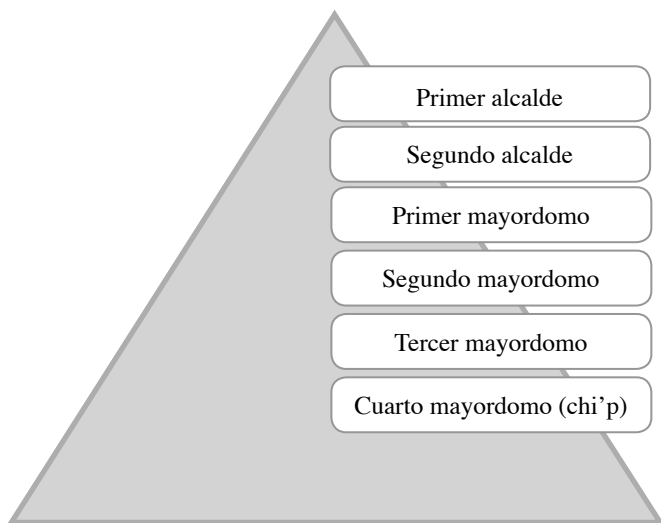 Primer alcalde
Segundo alcalde
Primer mayordomo
Segundo mayordomo
Tercer mayordomo
Cuarto mayordomo (chi’p)